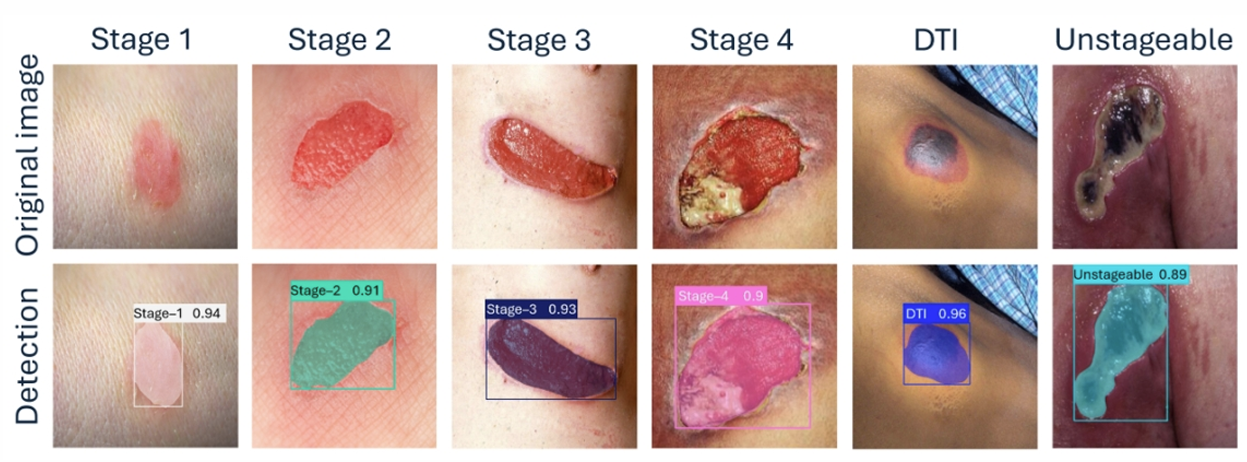 Stage 1 Stage 2 Stage 3 Stage 4 DTI Unstageable
Original image
Detection
Stage-1 0.94
Stage-2 0.91
Stage-3 0.93
Stage-4 0.9
DTI 0.96
Unstageable 0.89